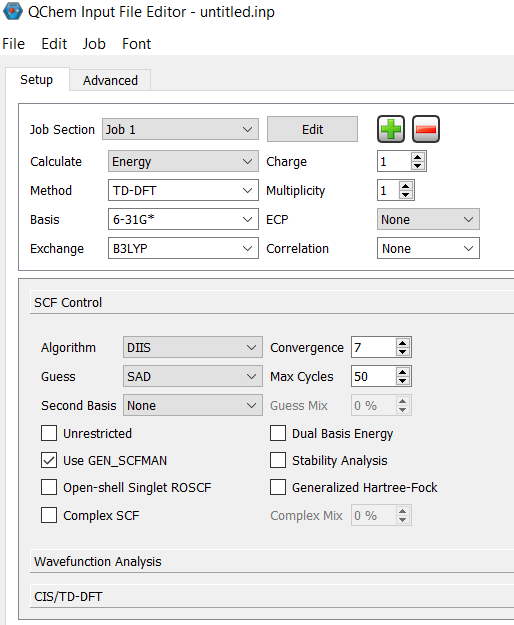 QChem Input File Editor - untitled.inp
File Edit Job Font
Setup Advanced
Job Section Job 1 Edit
Calculate Energy Charge 1
Method TD-DFT Multiplicity 1
Basis 6-31G* ECP None
Exchange B3LYP Correlation None
SCF Control
Algorithm DIIS Convergence 7
Guess SAD Max Cycles 50
Second Basis None Guess Mix 0 %
Unrestricted Dual Basis Energy
Use GEN_SCFMAN Stability Analysis
Open-shell Singlet ROSCF Generalized Hartree-Fock
Complex SCF Complex Mix 0 %
Wavefunction Analysis
CIS/TD-DFT